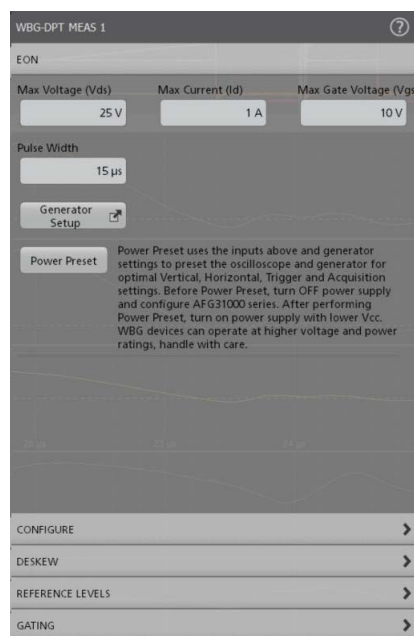 WBG-DPT MEAS 1
?
EON
Max Voltage (Vds)
Max Current (Id)
Max Gate Voltage (Vgs
25 V
1 A
10 V
Pulse Width
15 µs
Generator
Setup
Power Preset
Power Preset uses the inputs above and generator
settings to preset the oscilloscope and generator for
optimal Vertical, Horizontal, Trigger and Acquisition
settings. Before Power Preset, turn OFF power supply
and configure AFG31000 series. After performing
Power Preset, turn on power supply with lower Vcc.
WBG devices can operate at higher voltage and power
ratings, handle with care.
CONFIGURE
DESKEW
REFERENCE LEVELS
GATING